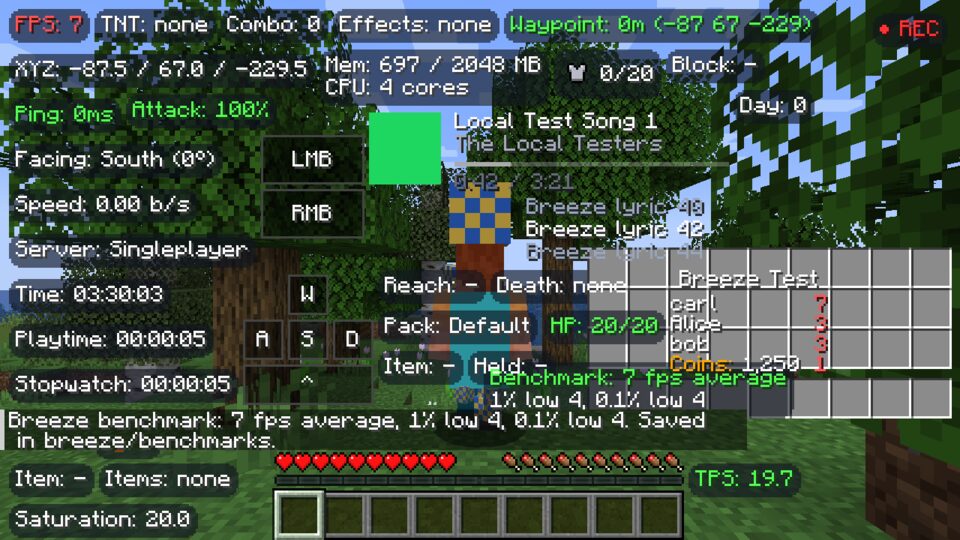 FPS: 7 TNT: none Combo: 0 Effects: none Waypoint: 0m (-87 67 -229) REC
XYZ: -87.5 / 67.0 / -229.5 Mem: 697 / 2048 MB 0/20 Block: -
CPU: 4 cores
Day: 0
Ping: 0ms Attack: 100%
Local Test Song 1
The Local Testers
Facing: South (0°) LMB
0:42 / 3:21
Speed: 0.00 b/s RMB
Breeze lyric 40
Breeze lyric 42
Breeze lyric 44
Server: Singleplayer
Breeze Test
Reach: - Death: none
Time: 03:30:03 W
carl 7
Alice 3
bob 3
Coins: 1,250 1
Pack: Default HP: 20/20
Playtime: 00:00:05 A S D
Item: - Held: -
Stopwatch: 00:00:05 ^
Benchmark: 7 fps average
1% low 4, 0.1% low 4
Breeze benchmark: 7 fps average, 1% low 4, 0.1% low 4. Saved
in breeze/benchmarks.
Item: - Items: none TPS: 19.7
Saturation: 20.0